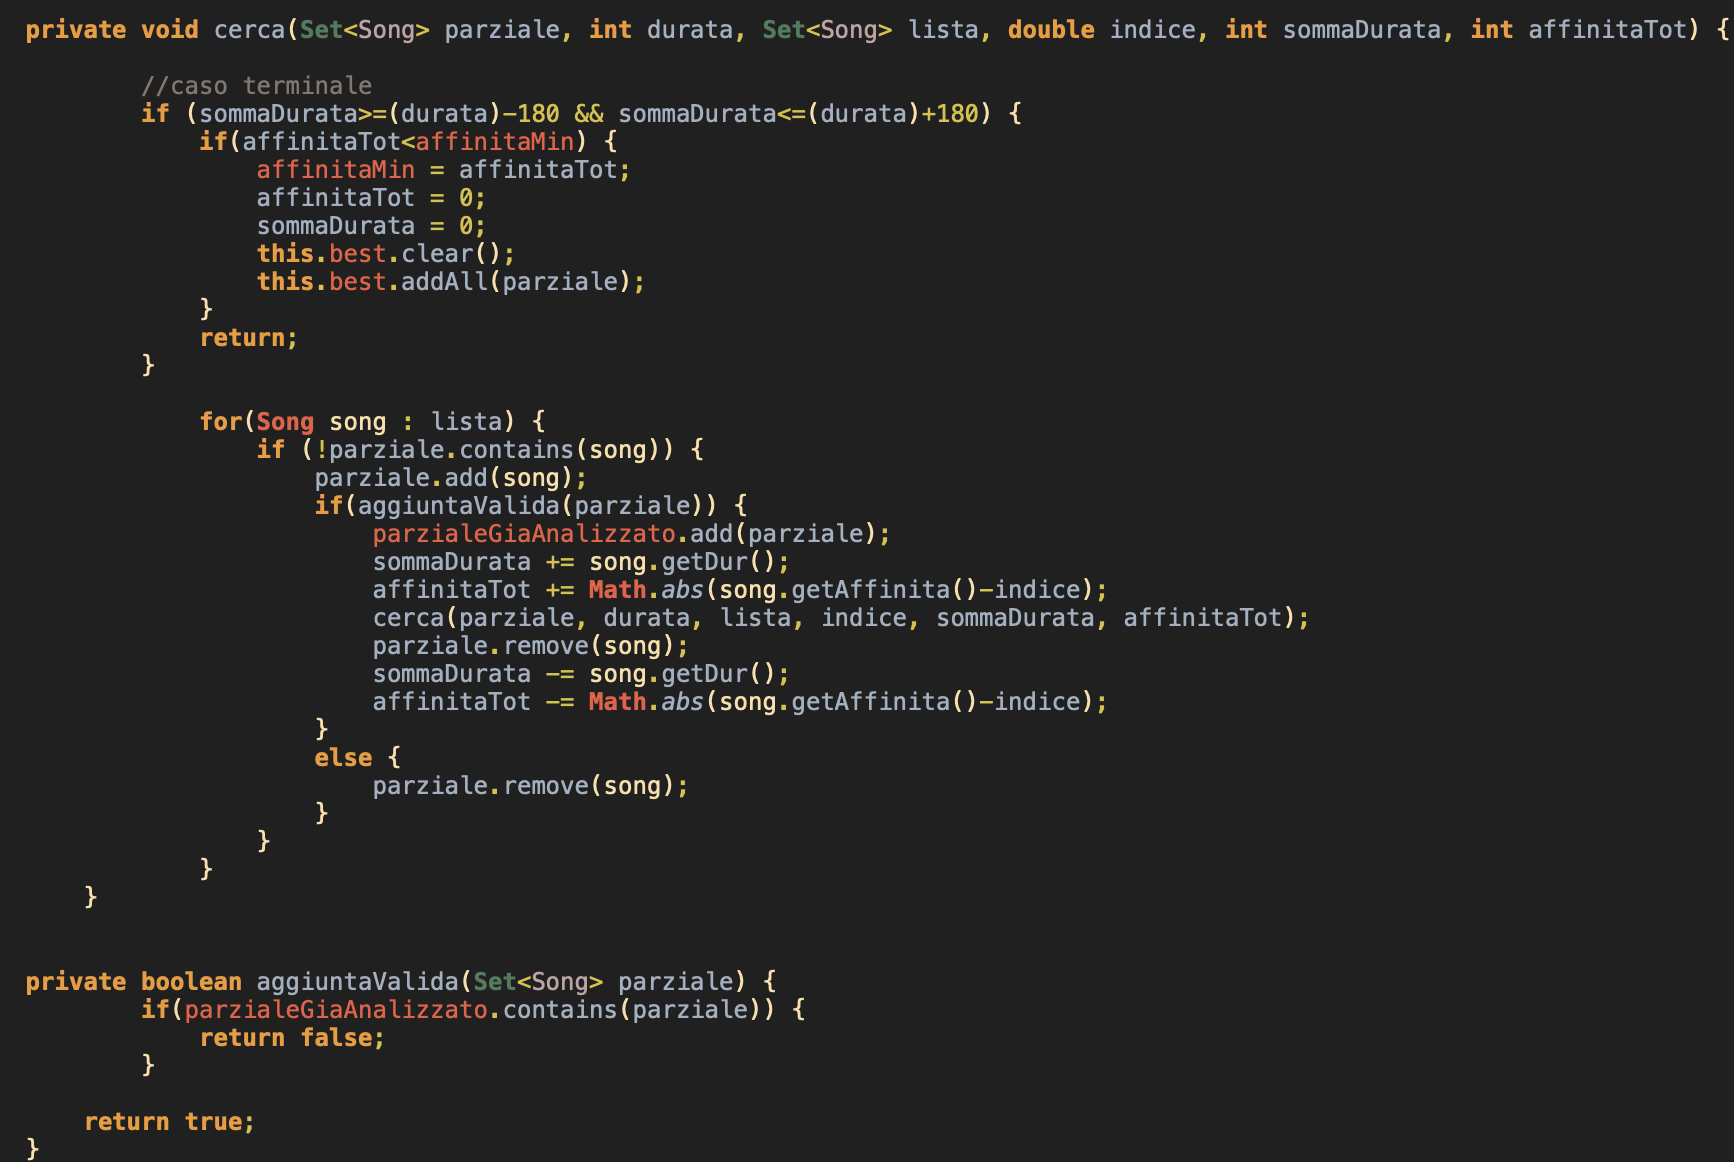 private void cerca(Set<Song> parziale, int durata, Set<Song> lista, double indice, int sommaDurata, int affinitaTot) {
//caso terminale
if (sommaDurata>=(durata)-180 && sommaDurata<=(durata)+180) {
if(affinitaTot<affinitaMin) {
affinitaMin = affinitaTot;
affinitaTot = 0;
sommaDurata = 0;
this.best.clear();
this.best.addAll(parziale);
}
return;
}
for(Song song : lista) {
if (!parziale.contains(song)) {
parziale.add(song);
if(aggiuntaValida(parziale)) {
parzialeGiaAnalizzato.add(parziale);
sommaDurata += song.getDur();
affinitaTot += Math.abs(song.getAffinita()-indice);
cerca(parziale, durata, lista, indice, sommaDurata, affinitaTot);
parziale.remove(song);
sommaDurata -= song.getDur();
affinitaTot -= Math.abs(song.getAffinita()-indice);
}
else {
parziale.remove(song);
}
}
}
}
private boolean aggiuntaValida(Set<Song> parziale) {
if(parzialeGiaAnalizzato.contains(parziale)) {
return false;
}
return true;
}